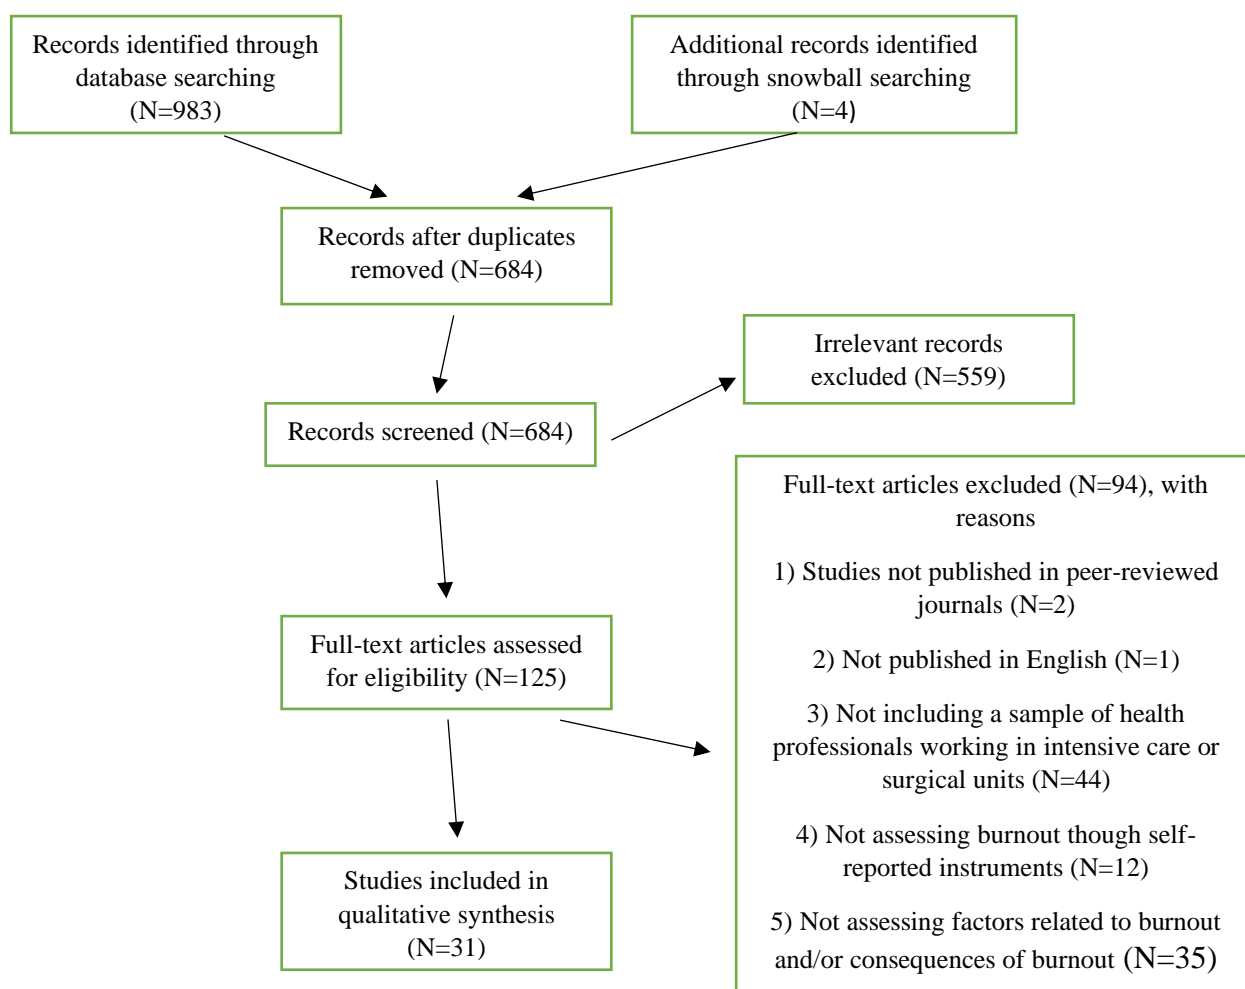 Records identified through
database searching
(N=983)
Additional records identified
through snowball searching
(N=4)
Records after duplicates
removed (N=684)
Irrelevant records
excluded (N=559)
Records screened (N=684)
Full-text articles excluded (N=94), with
reasons
1) Studies not published in peer-reviewed
journals (N=2)
2) Not published in English (N=1)
3) Not including a sample of health
professionals working in intensive care or
surgical units (N=44)
4) Not assessing burnout though self-
reported instruments (N=12)
5) Not assessing factors related to burnout
and/or consequences of burnout (N=35)
Full-text articles assessed
for eligibility (N=125)
Studies included in
qualitative synthesis
(N=31)